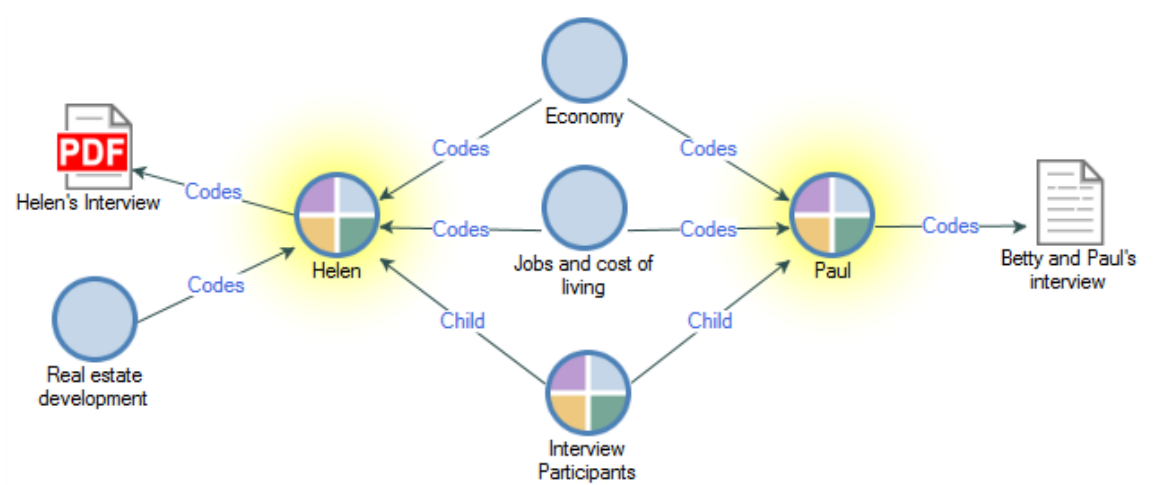 Economy
PDF
Codes
Codes
Helen's Interview
Codes
Codes
Codes
Codes
Helen
Jobs and cost of
living
Paul
Betty and Paul's
interview
Codes
Child
Child
Real estate
development
Interview
Participants